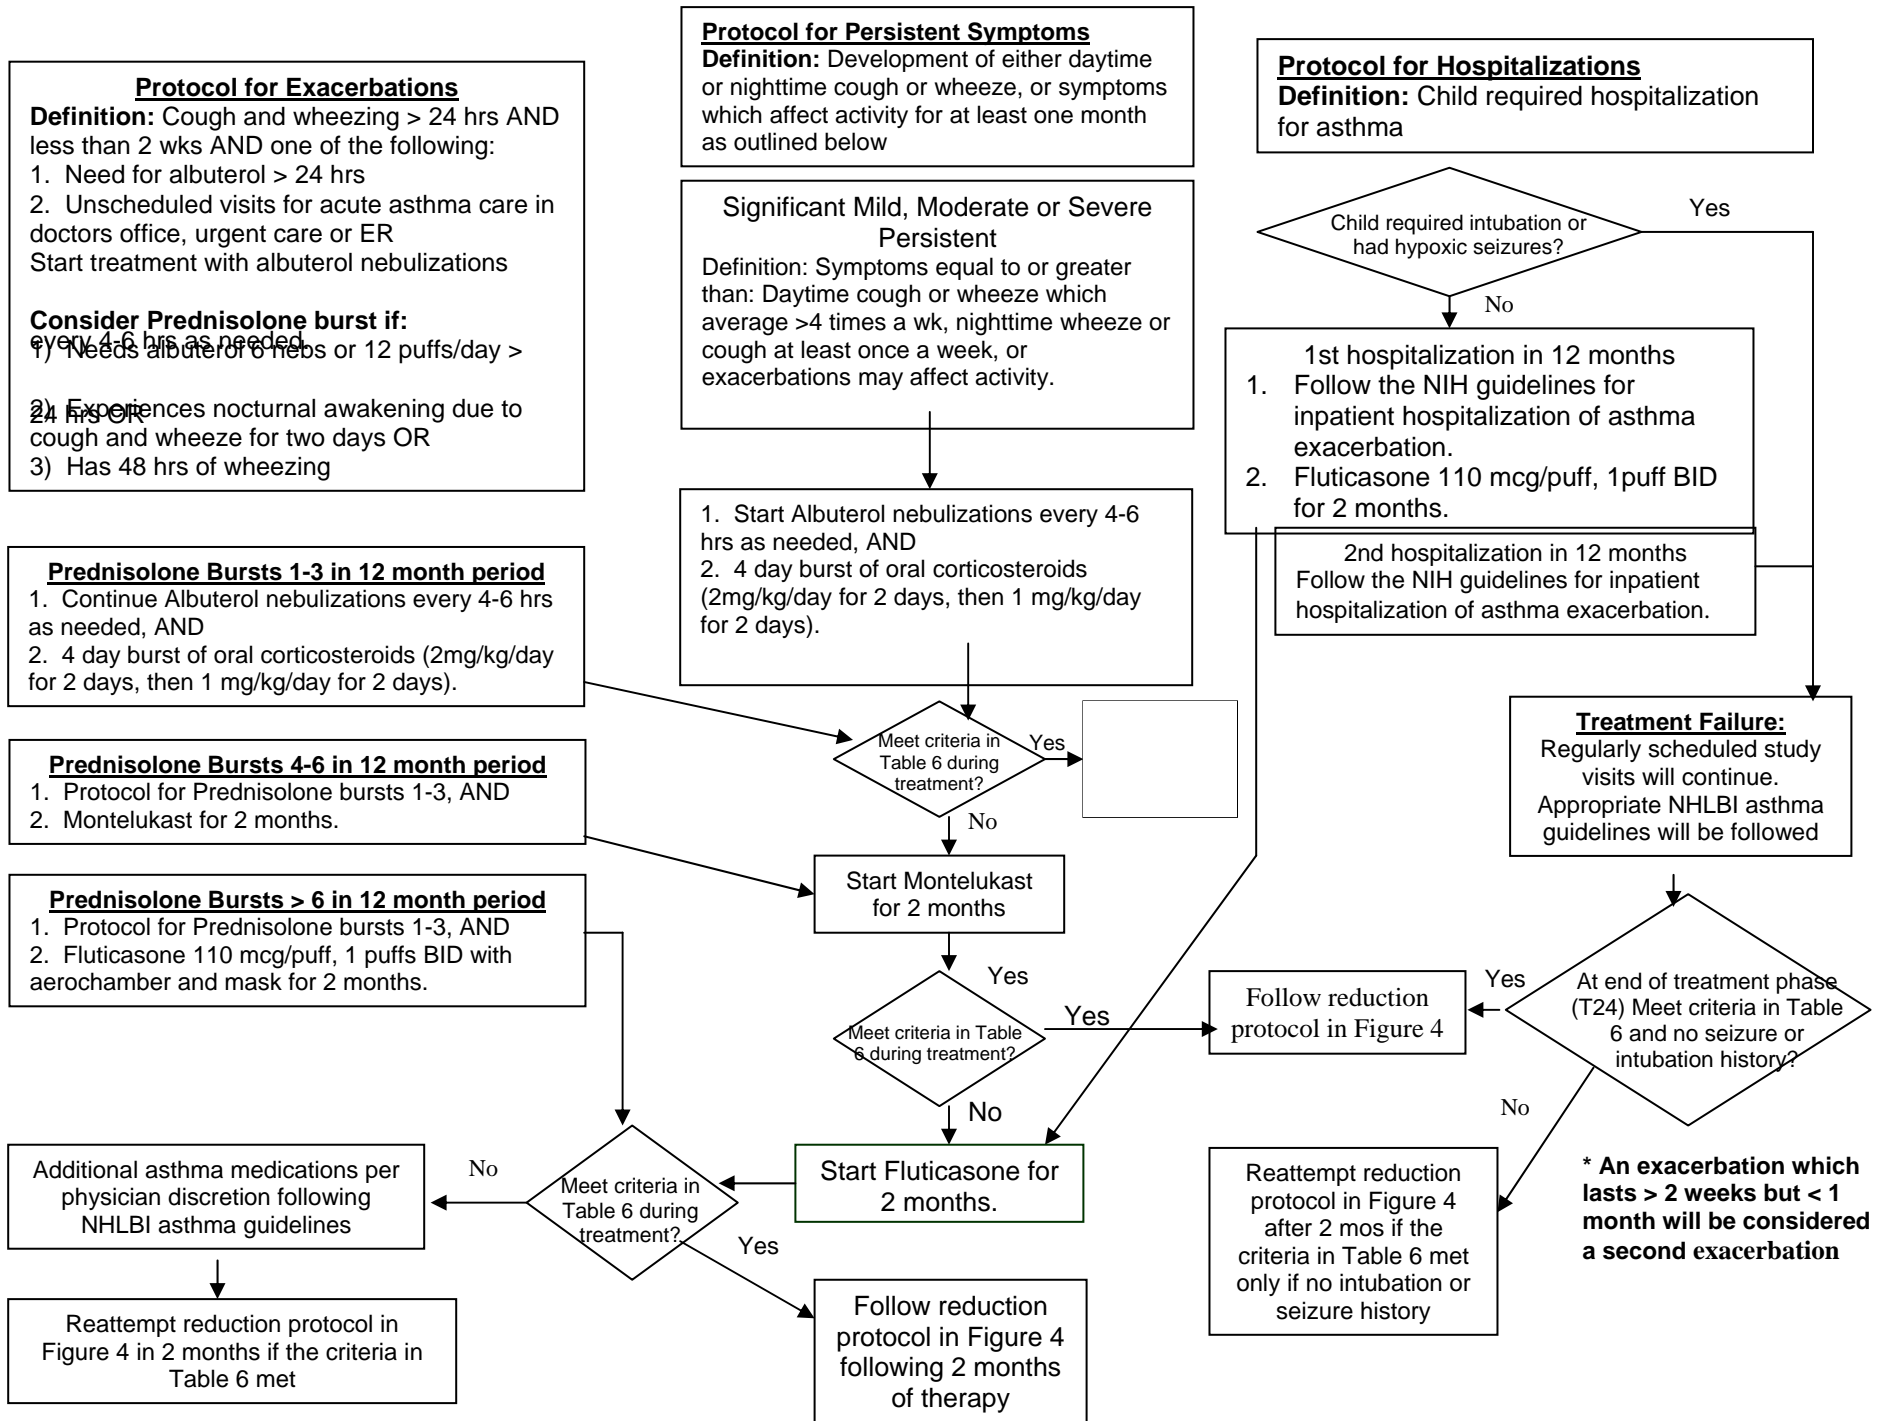 Protocol for Exacerbations
Definition: Cough and wheezing > 24 hrs AND
less than 2 wks AND one of the following:
1. Need for albuterol > 24 hrs
2. Unscheduled visits for acute asthma care in
doctors office, urgent care or ER
Start treatment with albuterol nebulizations
every 4-6 hrs as needed.
Consider Prednisolone burst if:
1) Needs albuterol 6 nebs or 12 puffs/day >
24 hrs OR
2) Experiences nocturnal awakening due to
cough and wheeze for two days OR
3) Has 48 hrs of wheezing
Prednisolone Bursts 1-3 in 12 month period
1. Continue Albuterol nebulizations every 4-6 hrs
as needed, AND
2. 4 day burst of oral corticosteroids (2mg/kg/day
for 2 days, then 1 mg/kg/day for 2 days).
Prednisolone Bursts 4-6 in 12 month period
1. Protocol for Prednisolone bursts 1-3, AND
2. Montelukast for 2 months.
Prednisolone Bursts > 6 in 12 month period
1. Protocol for Prednisolone bursts 1-3, AND
2. Fluticasone 110 mcg/puff, 1 puffs BID with
aerochamber and mask for 2 months.
Protocol for Persistent Symptoms
Definition: Development of either daytime
or nighttime cough or wheeze, or symptoms
which affect activity for at least one month
as outlined below
Significant Mild, Moderate or Severe
Persistent
Definition: Symptoms equal to or greater
than: Daytime cough or wheeze which
average >4 times a wk, nighttime wheeze or
cough at least once a week, or
exacerbations may affect activity.
1. Start Albuterol nebulizations every 4-6
hrs as needed, AND
2. 4 day burst of oral corticosteroids
(2mg/kg/day for 2 days, then 1 mg/kg/day
for 2 days).
Meet criteria in
Table 6 during
treatment?
Yes
No
Start Montelukast
for 2 months
Yes
Meet criteria in Table
6 during treatment?
Yes
No
Start Fluticasone for
2 months.
Meet criteria in
Table 6 during
treatment?
No
Yes
Additional asthma medications per
physician discretion following
NHLBI asthma guidelines
Reattempt reduction protocol in
Figure 4 in 2 months if the criteria in
Table 6 met
Follow reduction
protocol in Figure 4
following 2 months
of therapy
Protocol for Hospitalizations
Definition: Child required hospitalization
for asthma
Child required intubation or
had hypoxic seizures?
Yes
No
1st hospitalization in 12 months
1. Follow the NIH guidelines for
inpatient hospitalization of asthma
exacerbation.
2. Fluticasone 110 mcg/puff, 1puff BID
for 2 months.
2nd hospitalization in 12 months
Follow the NIH guidelines for inpatient
hospitalization of asthma exacerbation.
Treatment Failure:
Regularly scheduled study
visits will continue.
Appropriate NHLBI asthma
guidelines will be followed
At end of treatment phase
(T24) Meet criteria in Table
6 and no seizure or
intubation history?
Yes
Follow reduction
protocol in Figure 4
No
Reattempt reduction
protocol in Figure 4
after 2 mos if the
criteria in Table 6 met
only if no intubation or
seizure history
* An exacerbation which
lasts > 2 weeks but < 1
month will be considered
a second exacerbation